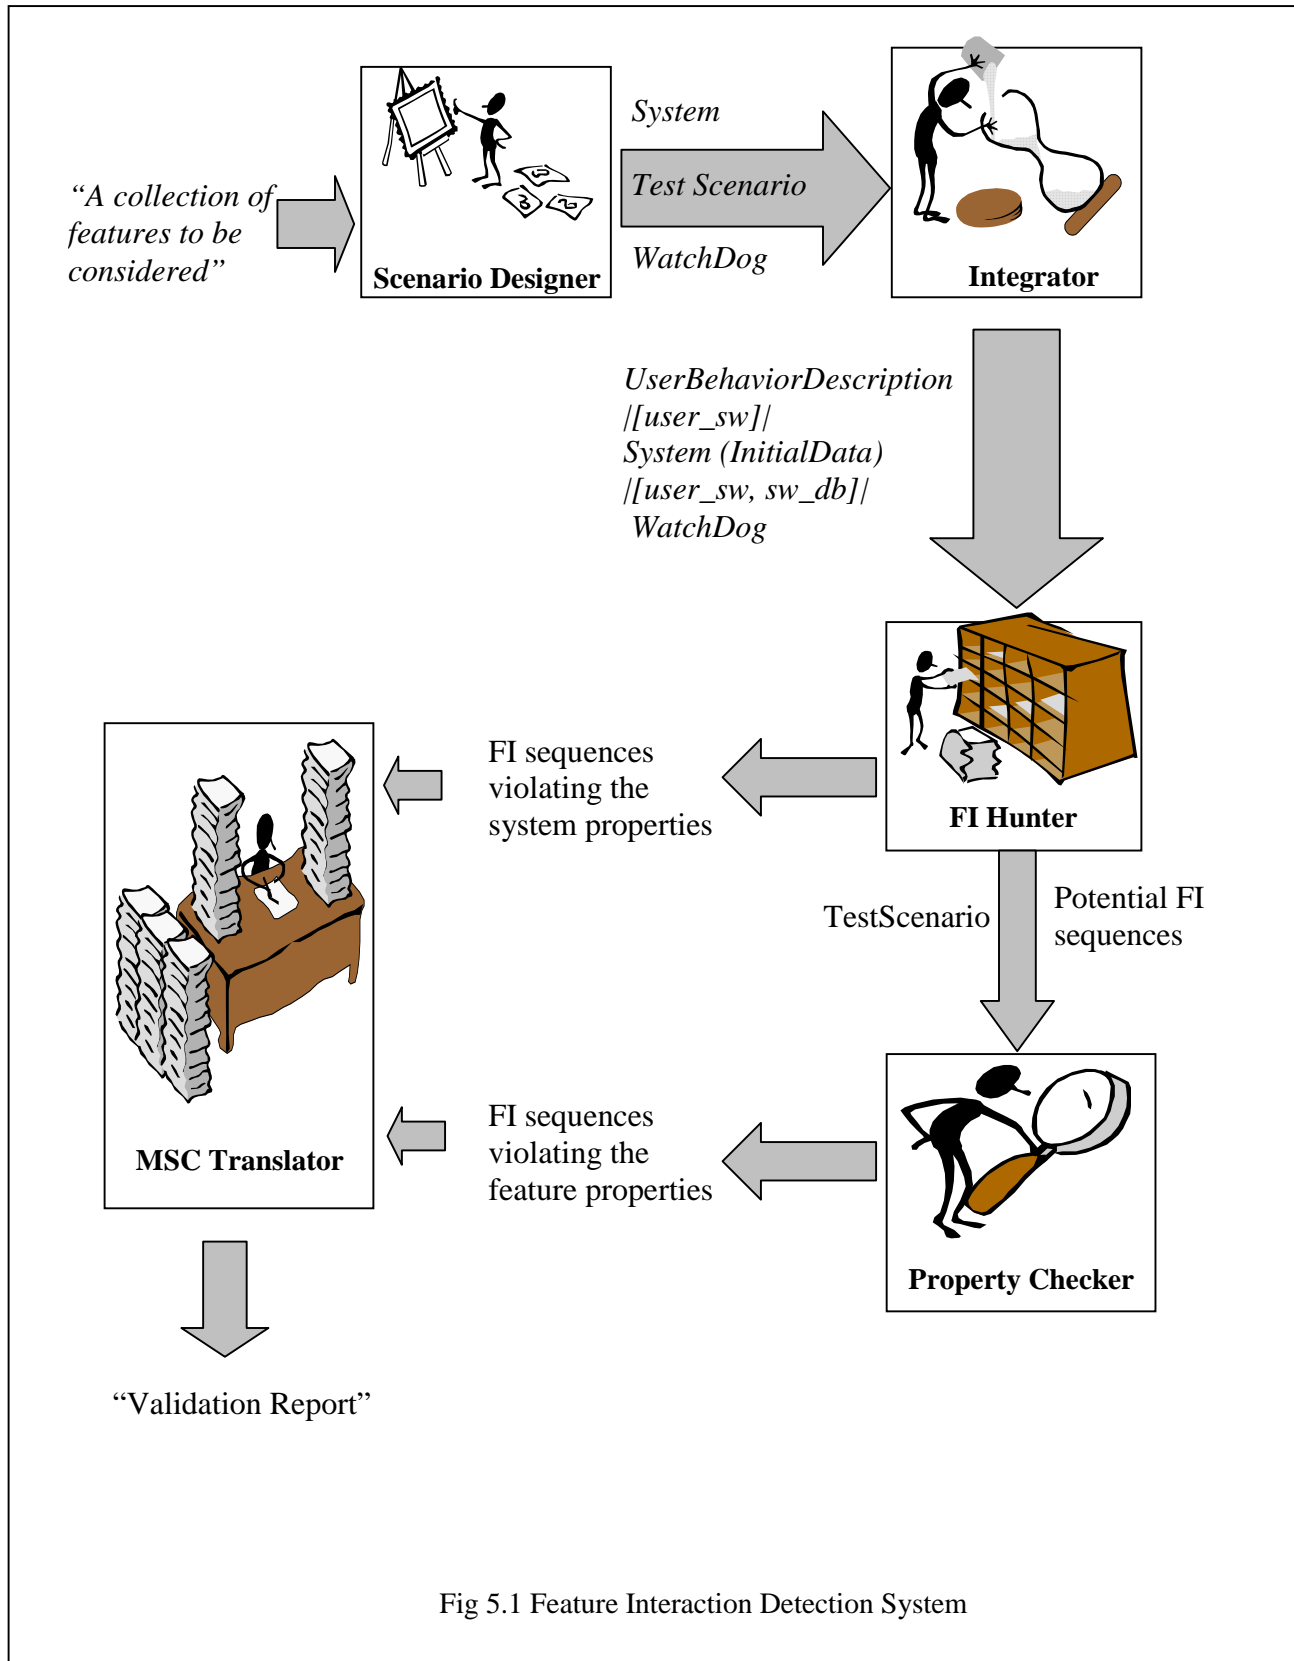 “A collection of
features to be
considered”
Scenario Designer
System
Test Scenario
WatchDog
Integrator
UserBehaviorDescription
|[user_sw]|
System (InitialData)
|[user_sw, sw_db]|
WatchDog
FI Hunter
FI sequences
violating the
system properties
TestScenario
Potential FI
sequences
MSC Translator
FI sequences
violating the
feature properties
Property Checker
“Validation Report”
Fig 5.1 Feature Interaction Detection System